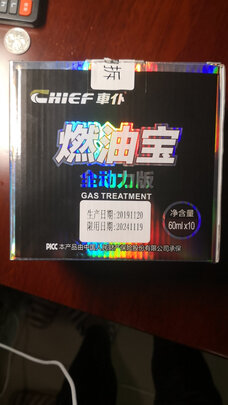 拆
CHIEF 車仆
燃油宝
全动力版
GAS TREATMENT
生产日期:20191120
限用日期:20241119
净含量
60ml x10
PICC 本产品由中国人民财产保险股份有限公司承保